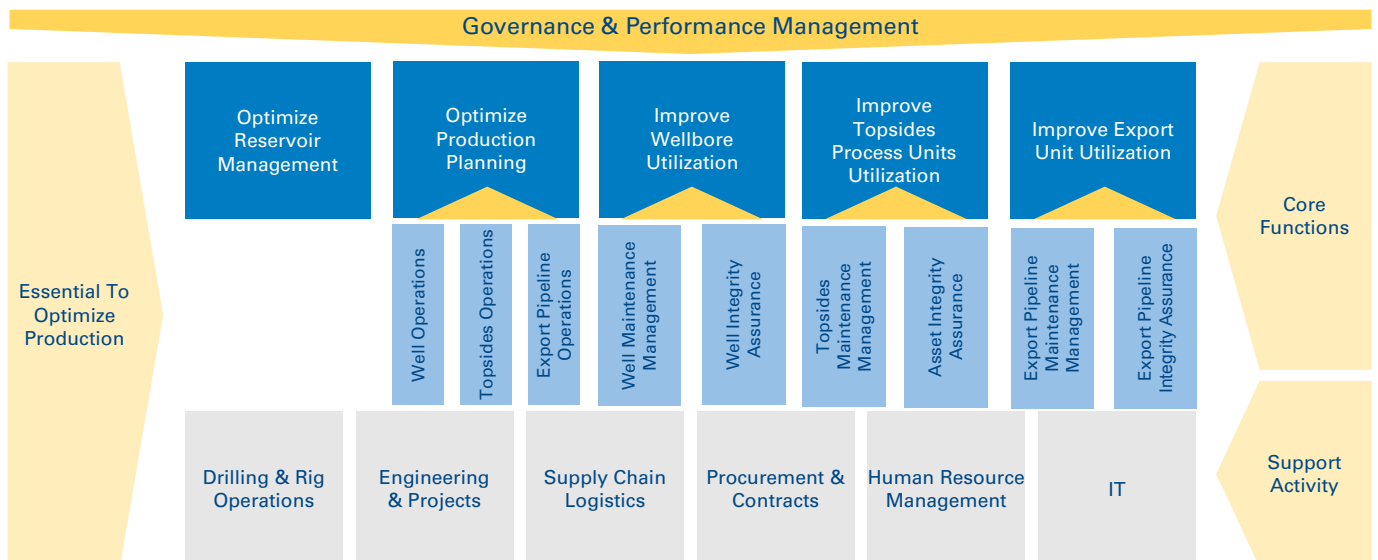 Governance & Performance Management
Essential To
Optimize
Production
Optimize
Reservoir
Management
Optimize
Production
Planning
Improve
Wellbore
Utilization
Improve
Topsides
Process Units
Utilization
Improve Export
Unit Utilization
Core
Functions
Well Operations
Topsides Operations
Export Pipeline
Operations
Well Maintenance
Management
Well Integrity
Assurance
Topsides
Maintenance
Management
Asset Integrity
Assurance
Export Pipeline
Maintenance
Management
Export Pipeline
Integrity Assurance
Drilling & Rig
Operations
Engineering
& Projects
Supply Chain
Logistics
Procurement &
Contracts
Human Resource
Management
IT
Support
Activity